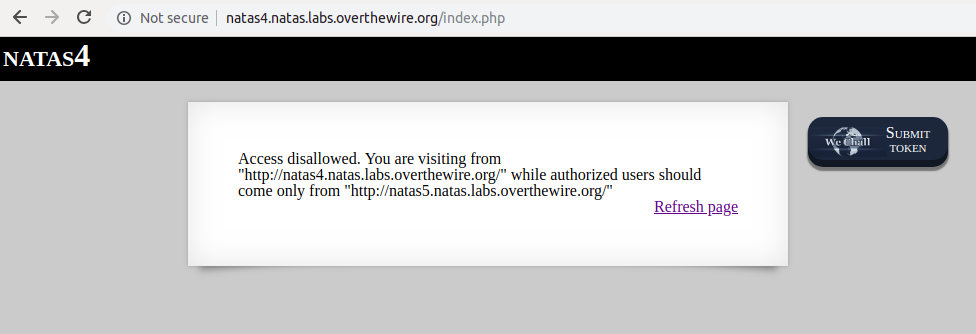 Not secure natas4.natas.labs.overthewire.org/index.php
NATAS4
Access disallowed. You are visiting from
"http://natas4.natas.labs.overthewire.org/" while authorized users should
come only from "http://natas5.natas.labs.overthewire.org/"
Refresh page
We Chall
SUBMIT
TOKEN